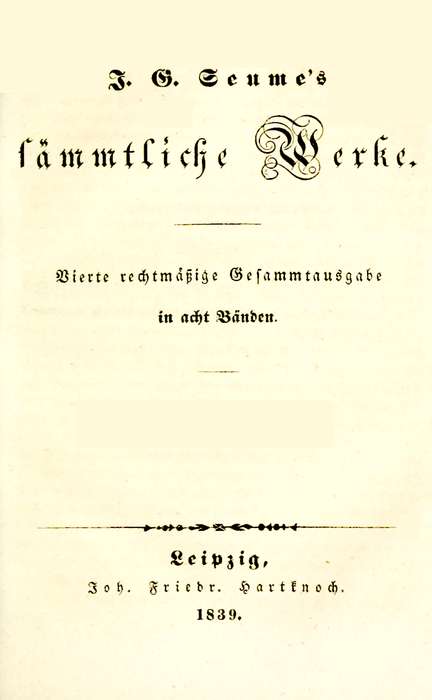 J. G. Seume's
sämmtliche Werke.
Vierte rechtmäßige Gesammtausgabe
in acht Bänden.
Leipzig,
Joh. Friedr. Hartknoch.
1839.